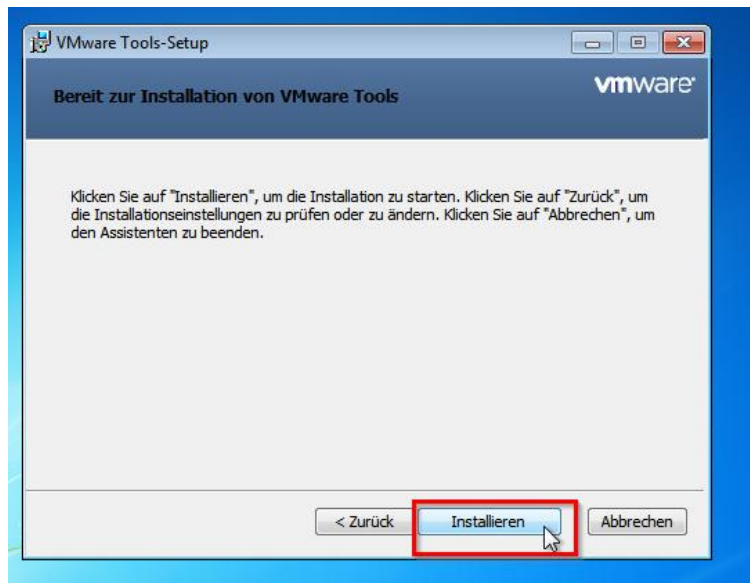 VMware Tools-Setup
Bereit zur Installation von VMware Tools
vmware
Klicken Sie auf "Installieren", um die Installation zu starten. Klicken Sie auf "Zurück", um
die Installationseinstellungen zu prüfen oder zu ändern. Klicken Sie auf "Abbrechen", um
den Assistenten zu beenden.
< Zurück
Installieren
Abbrechen